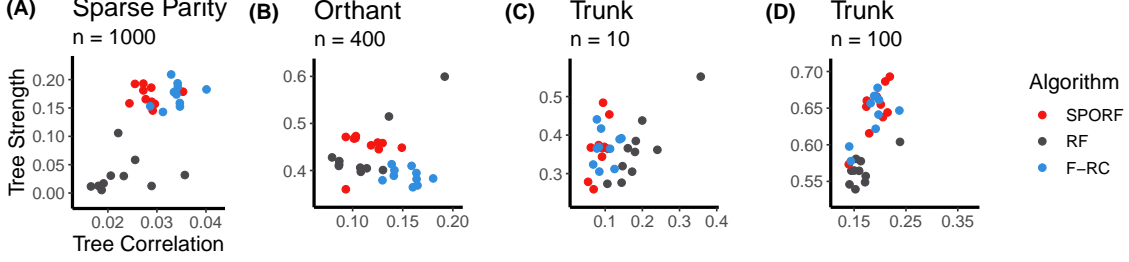 (A) Sparse Parity
n = 1000
(B) Orthant
n = 400
(C) Trunk
n = 10
(D) Trunk
n = 100
Tree Strength
0.20
0.15
0.10
0.05
0.00
0.02 0.03 0.04
Tree Correlation
0.6
0.5
0.4
0.10 0.15 0.20
0.5
0.4
0.3
0.1 0.2 0.3 0.4
0.70
0.65
0.60
0.55
0.15 0.25 0.35
Algorithm
SPORF
RF
F−RC